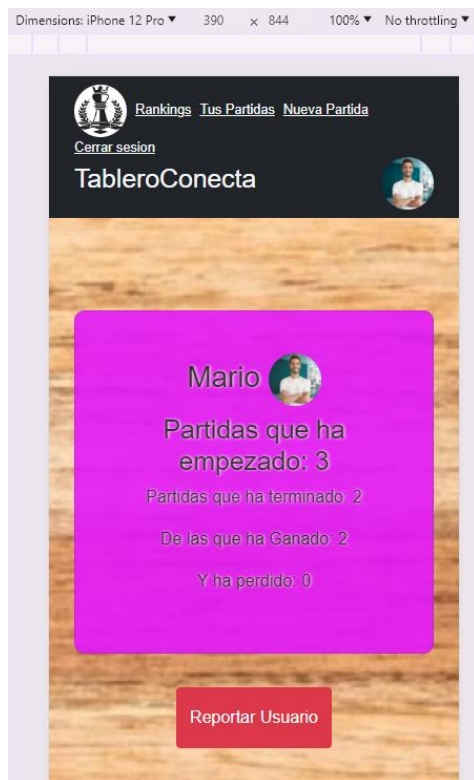 Dimensions: iPhone 12 Pro ▼ 390 x 844 100% ▼ No throttling ▼
Rankings Tus Partidas Nueva Partida
Cerrar sesion
TableroConecta
Mario
Partidas que ha
empezado: 3
Partidas que ha terminado: 2
De las que ha Ganado: 2
Y ha perdido: 0
Reportar Usuario